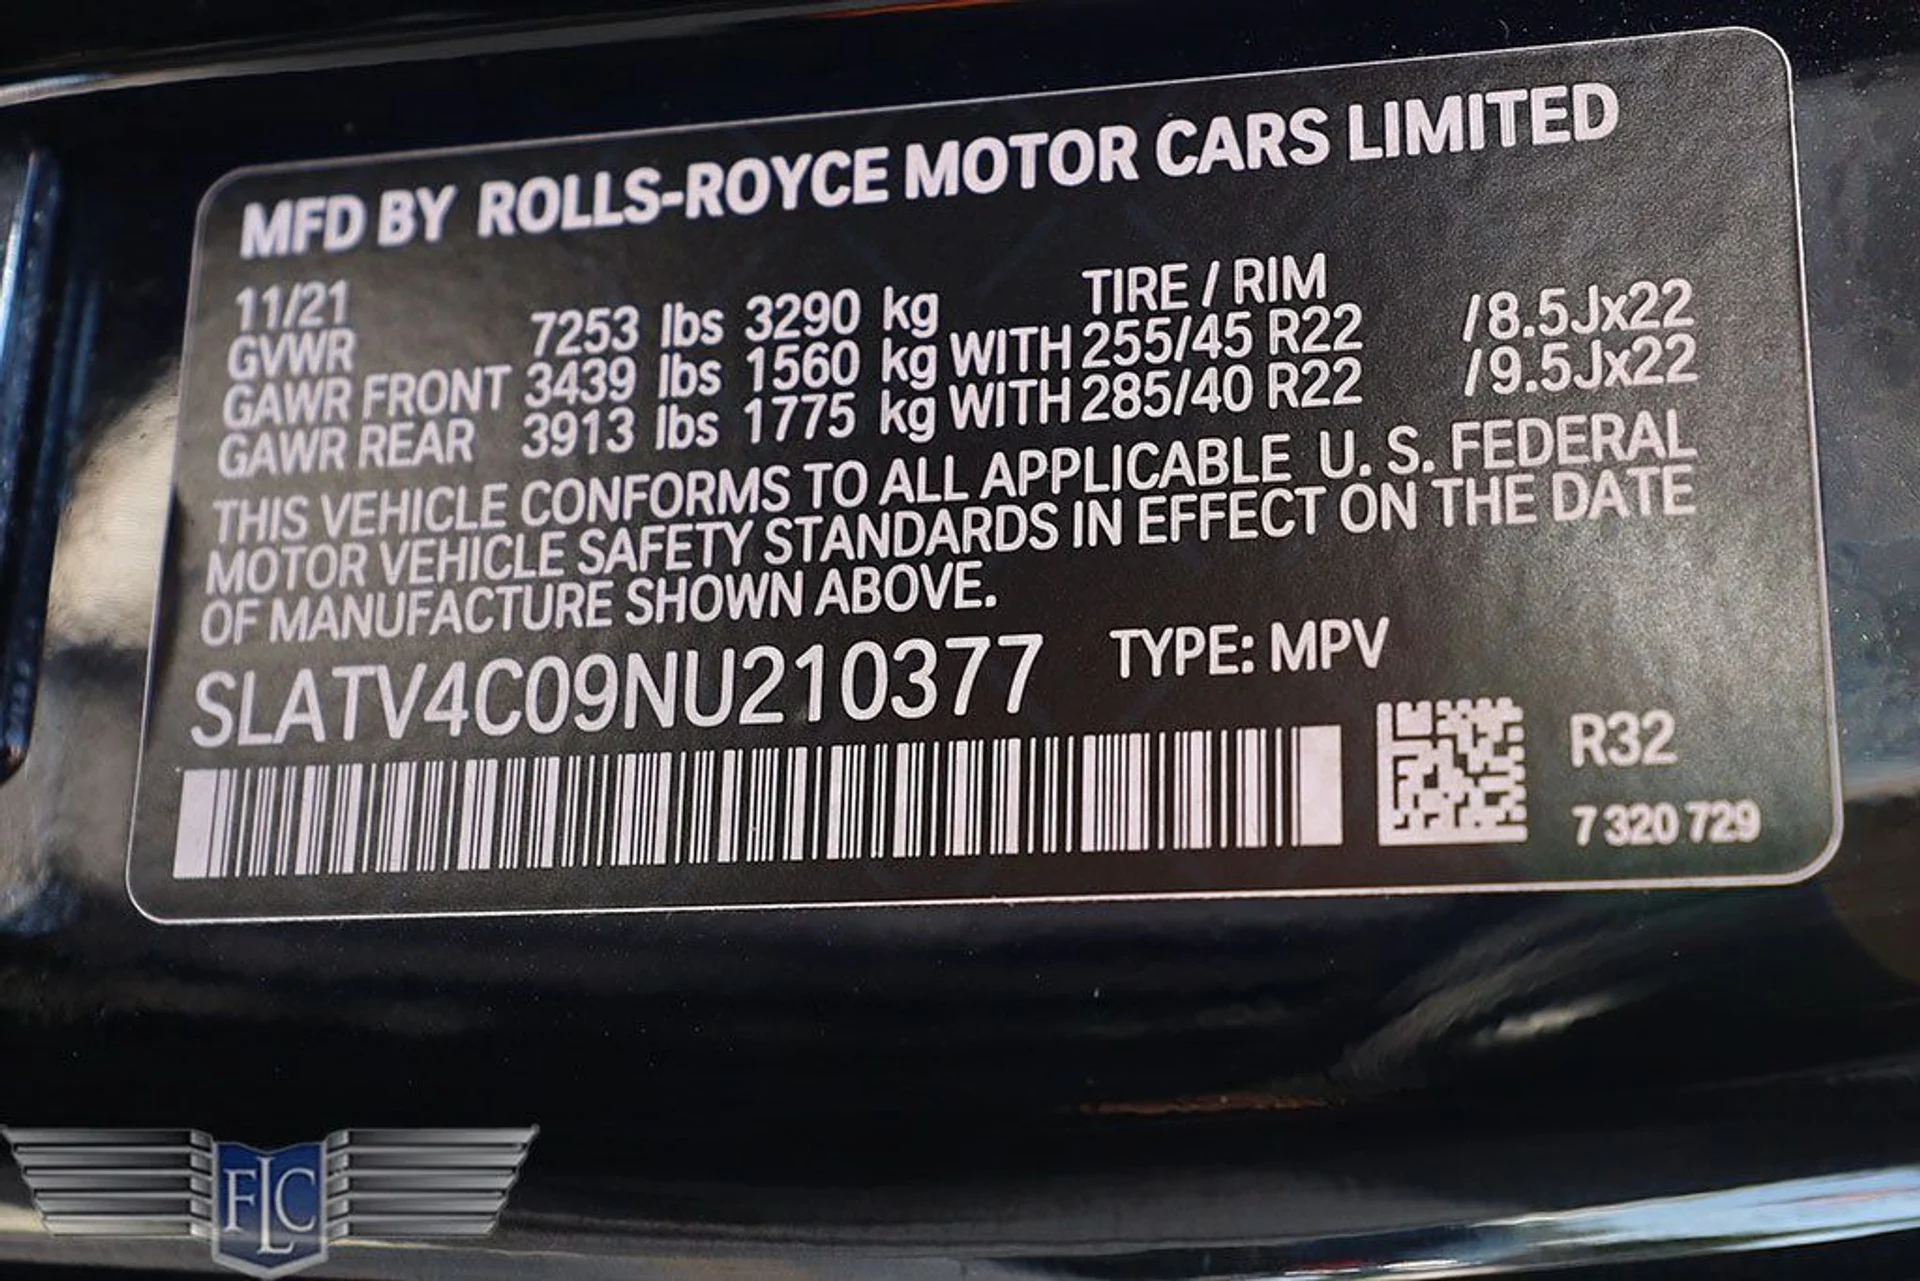 MFD BY ROLLS-ROYCE MOTOR CARS LIMITED
11/21 TIRE / RIM
GVWR 7253 lbs 3290 kg
GAWR FRONT 3439 lbs 1560 kg WITH 255/45 R22 /8.5Jx22
GAWR REAR 3913 lbs 1775 kg WITH 285/40 R22 /9.5Jx22
THIS VEHICLE CONFORMS TO ALL APPLICABLE U. S. FEDERAL
MOTOR VEHICLE SAFETY STANDARDS IN EFFECT ON THE DATE
OF MANUFACTURE SHOWN ABOVE.
SLATV4C09NU210377 TYPE: MPV
R32
7 320 729
FLC